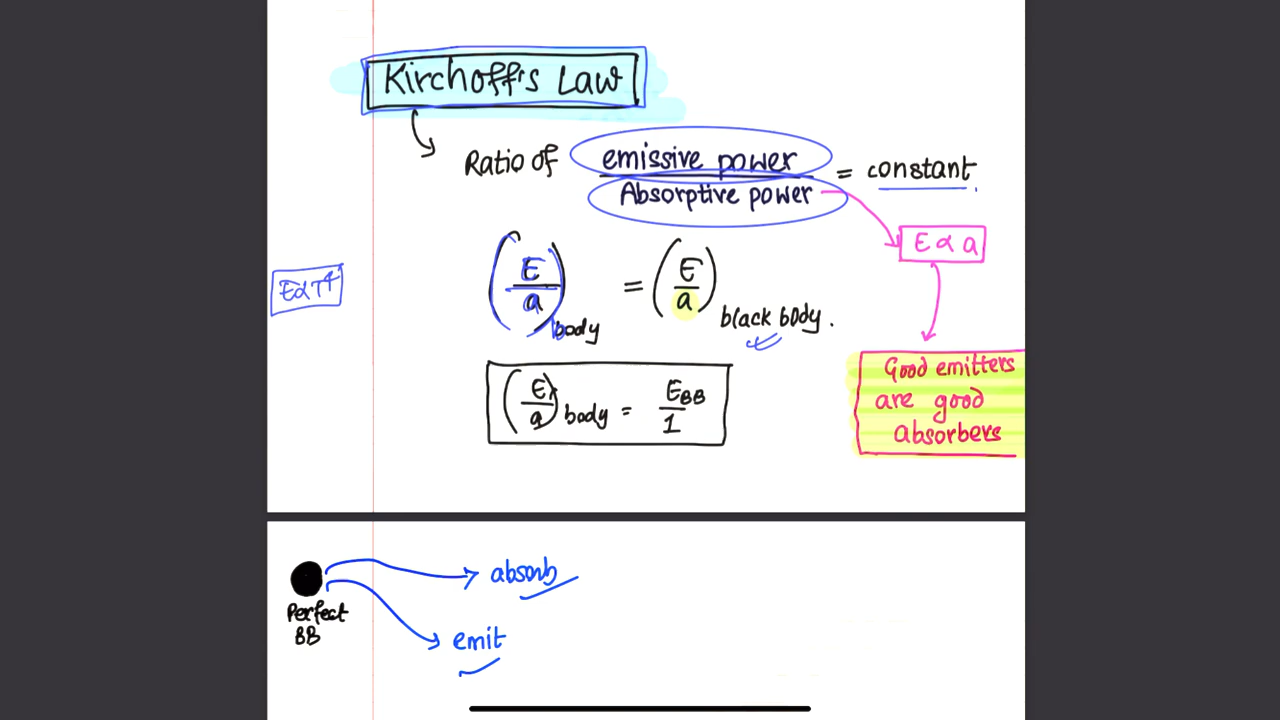 Kirchoff's Law
Ratio of emissive power / Absorptive power = constant.
E ∝ a
E∝T⁴
(E/a) body = (E/a) black body.
(E/a) body = E_BB/1
Good emitters
are good
absorbers
absorb
Perfect
BB
emit